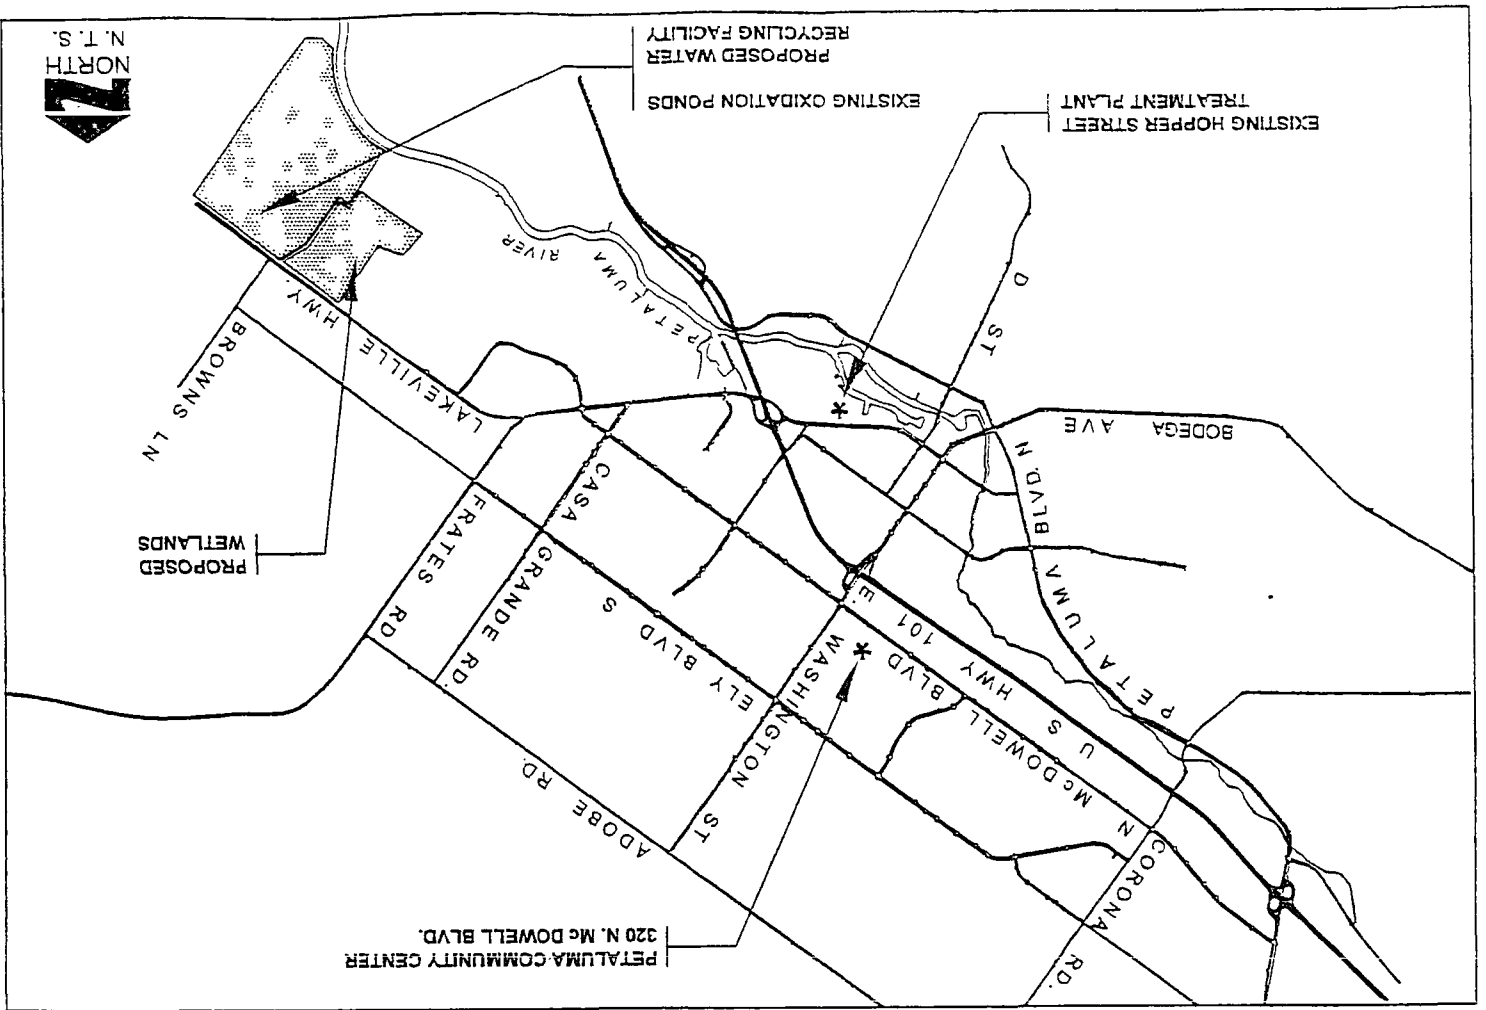 PETALUMA COMMUNITY CENTER
320 N. Mc DOWELL BLVD.
CORONA RD.
ADOBE RD.
N McDOWELL BLVD
U S HWY 101
E. WASHINGTON ST
ELY BLVD S
CASA GRANDE RD.
FRATES RD
PETALUMA BLVD. N
PROPOSED
WETLANDS
BODEGA AVE
BROWNS LN
LAKEVILLE HWY.
D ST
PETALUMA RIVER
EXISTING HOPPER STREET
TREATMENT PLANT
EXISTING OXIDATION PONDS
PROPOSED WATER
RECYCLING FACILITY
NORTH
N.T.S.